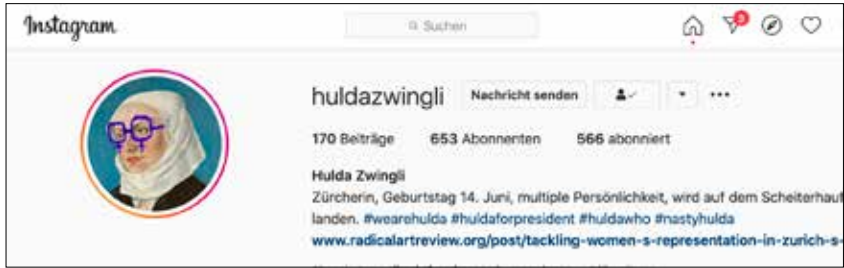 Instagram
Suchen
3
huldazwingli Nachricht senden
170 Beiträge 653 Abonnenten 566 abonniert
Hulda Zwingli
Zürcherin, Geburtstag 14. Juni, multiple Persönlichkeit, wird auf dem Scheiterhauf
landen. #wearehulda #huldaforpresident #huldawho #nastyhulda
www.radicalartreview.org/post/tackling-women-s-representation-in-zurich-s-